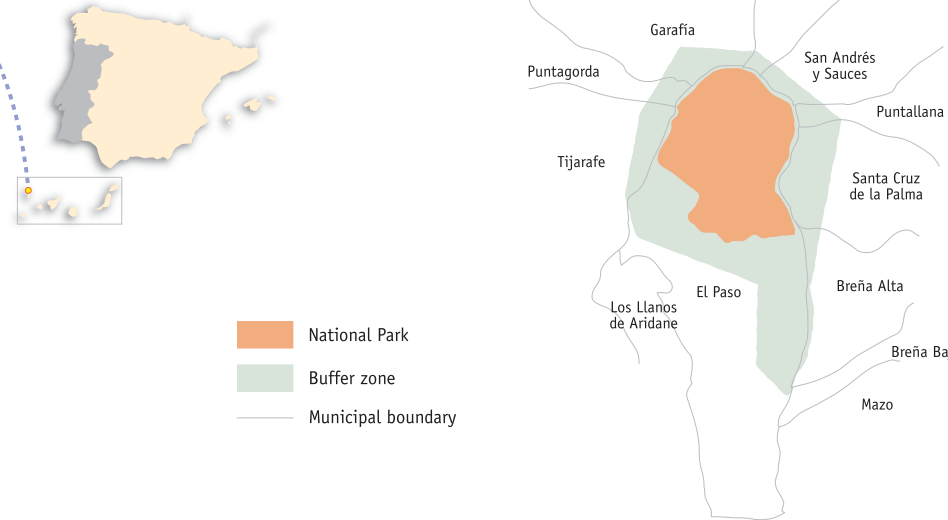 Garafía
San Andrés
y Sauces
Puntagorda
Puntallana
Tijarafe
Santa Cruz
de la Palma
El Paso
Breña Alta
Los Llanos
de Aridane
National Park
Breña Ba
Buffer zone
Mazo
Municipal boundary